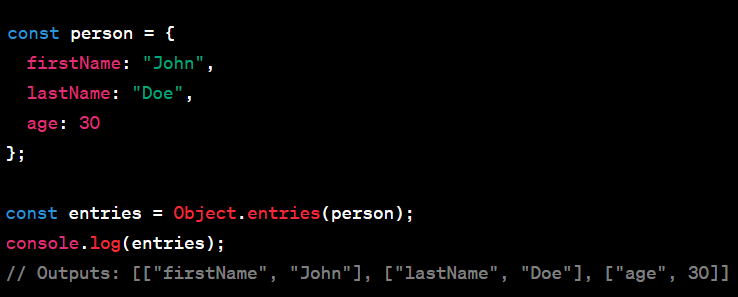 const person = {
  firstName: "John",
  lastName: "Doe",
  age: 30
};

const entries = Object.entries(person);
console.log(entries);
// Outputs: [["firstName", "John"], ["lastName", "Doe"], ["age", 30]]